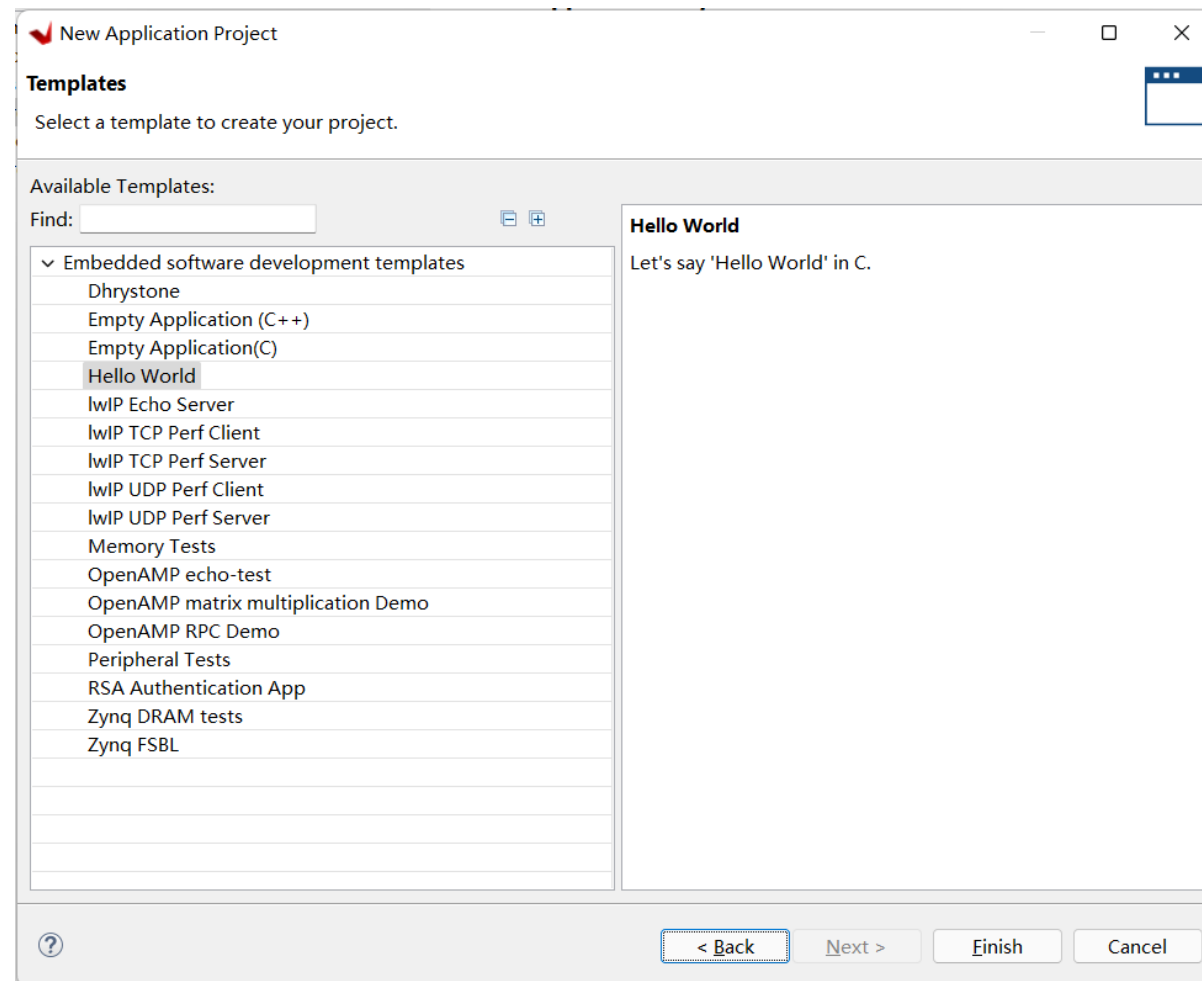 New Application Project
Templates
Select a template to create your project.
Available Templates:
Find:
Embedded software development templates
Dhrystone
Empty Application (C++)
Empty Application(C)
Hello World
lwIP Echo Server
lwIP TCP Perf Client
lwIP TCP Perf Server
lwIP UDP Perf Client
lwIP UDP Perf Server
Memory Tests
OpenAMP echo-test
OpenAMP matrix multiplication Demo
OpenAMP RPC Demo
Peripheral Tests
RSA Authentication App
Zynq DRAM tests
Zynq FSBL
Hello World
Let's say 'Hello World' in C.
< Back
Next >
Finish
Cancel